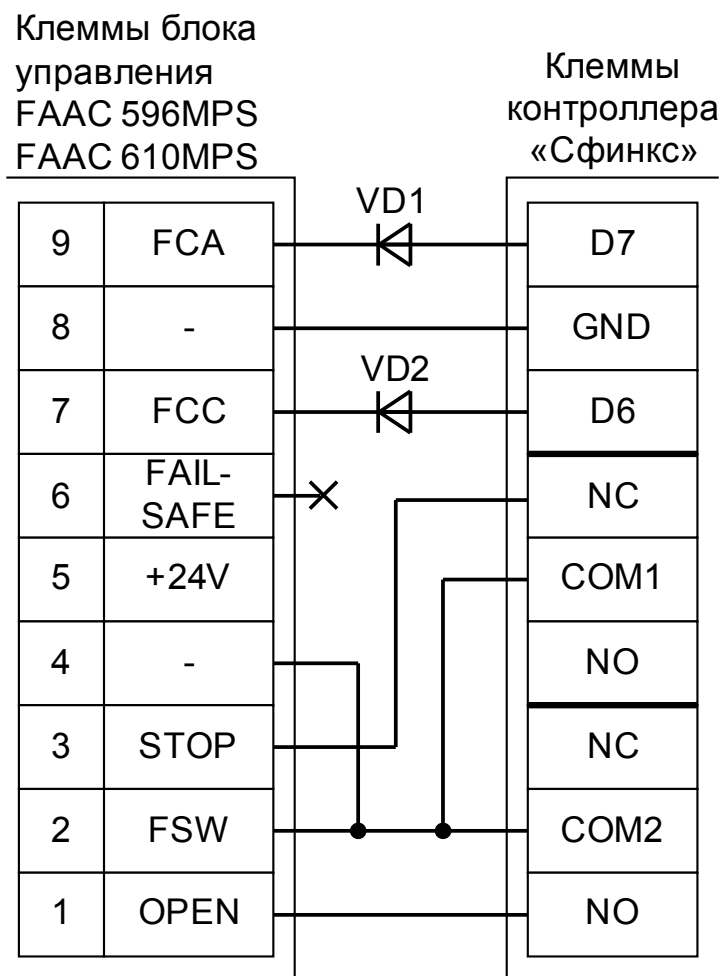 Клеммы блока
управления
FAAC 596MPS
FAAC 610MPS
Клеммы
контроллера
«Сфинкс»
VD1
9 FCA D7
8 - GND
VD2
7 FCC D6
6 FAIL-
SAFE NC
5 +24V COM1
4 - NO
3 STOP NC
2 FSW COM2
1 OPEN NO